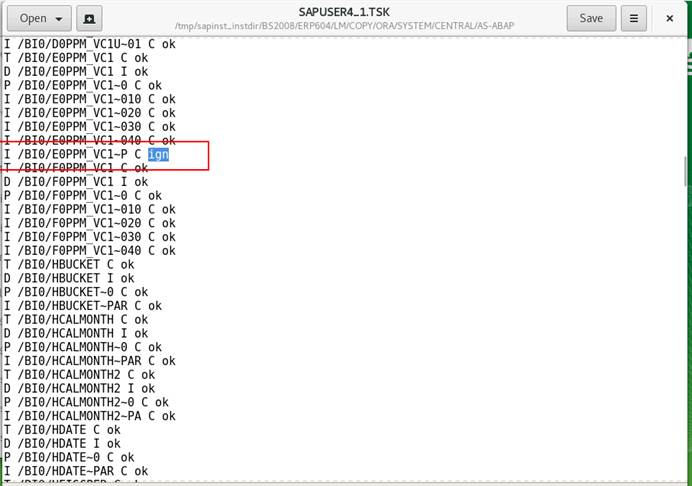 Open
SAPUSER4_1.TSK
/tmp/sapinst_instdir/BS2008/ERP604/LM/COPY/ORA/SYSTEM/CENTRAL/AS-ABAP
Save
I /BI0/D0PPM_VC1U~01 C ok
T /BI0/E0PPM_VC1 C ok
D /BI0/E0PPM_VC1 I ok
P /BI0/E0PPM_VC1~0 C ok
I /BI0/E0PPM_VC1~010 C ok
I /BI0/E0PPM_VC1~020 C ok
I /BI0/E0PPM_VC1~030 C ok
I /BI0/E0PPM_VC1~040 C ok
I /BI0/E0PPM_VC1~P C ign
T /BI0/F0PPM_VC1 C ok
D /BI0/F0PPM_VC1 I ok
P /BI0/F0PPM_VC1~0 C ok
I /BI0/F0PPM_VC1~010 C ok
I /BI0/F0PPM_VC1~020 C ok
I /BI0/F0PPM_VC1~030 C ok
I /BI0/F0PPM_VC1~040 C ok
T /BI0/HBUCKET C ok
D /BI0/HBUCKET I ok
P /BI0/HBUCKET~0 C ok
I /BI0/HBUCKET~PAR C ok
T /BI0/HCALMONTH C ok
D /BI0/HCALMONTH I ok
P /BI0/HCALMONTH~0 C ok
I /BI0/HCALMONTH~PAR C ok
T /BI0/HCALMONTH2 C ok
D /BI0/HCALMONTH2 I ok
P /BI0/HCALMONTH2~0 C ok
I /BI0/HCALMONTH2~PA C ok
T /BI0/HDATE C ok
D /BI0/HDATE I ok
P /BI0/HDATE~0 C ok
I /BI0/HDATE~PAR C ok